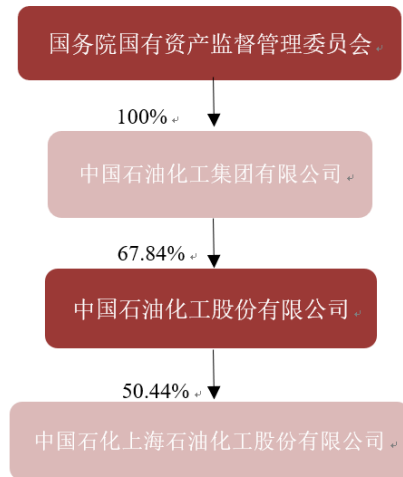 国务院国有资产监督管理委员会
100%
中国石油化工集团有限公司
67.84%
中国石油化工股份有限公司
50.44%
中国石化上海石油化工股份有限公司